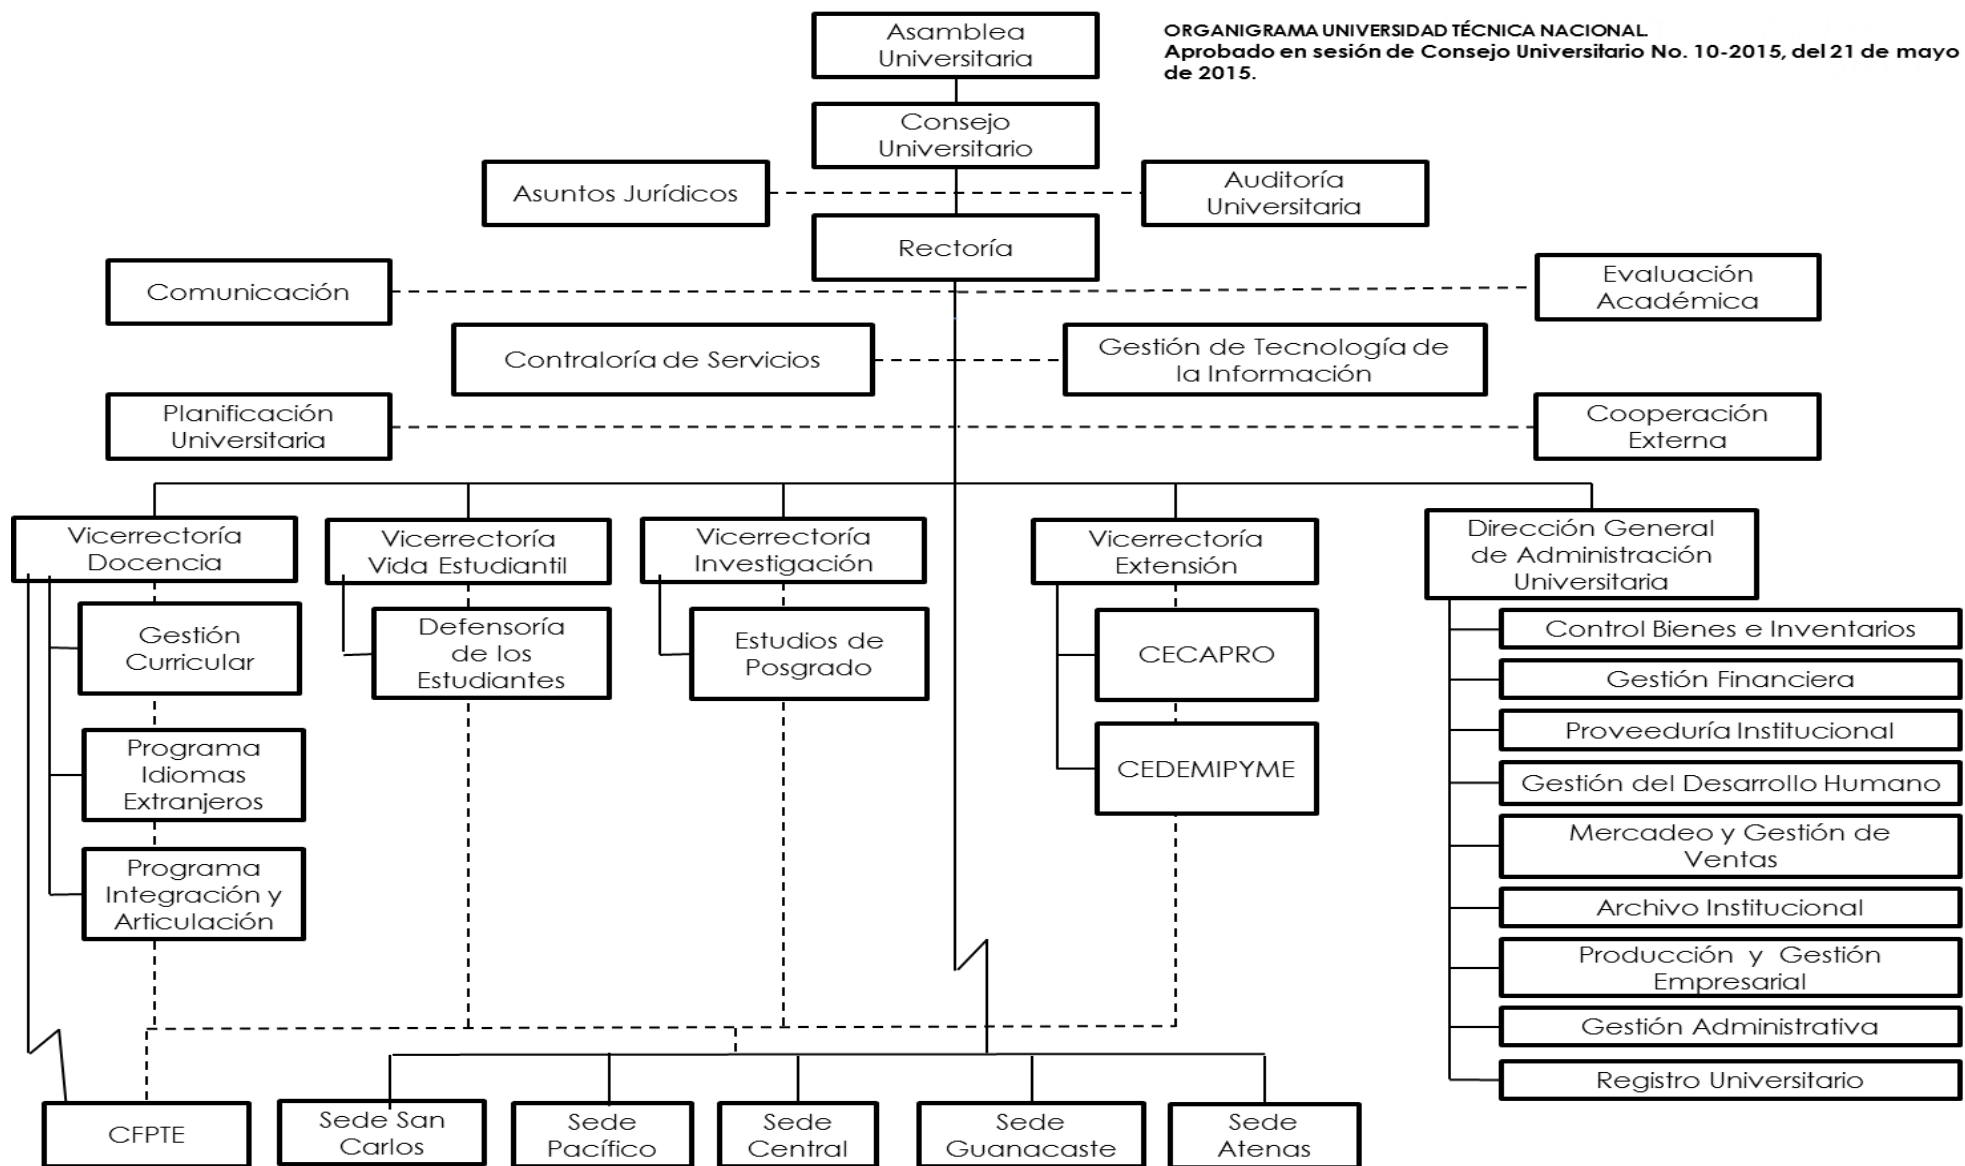 Asamblea
Universitaria
ORGANIGRAMA UNIVERSIDAD TÉCNICA NACIONAL.
Aprobado en sesión de Consejo Universitario No. 10-2015, del 21 de mayo
de 2015.
Consejo
Universitario
Asuntos Jurídicos
Auditoría
Universitaria
Rectoría
Comunicación
Evaluación
Académica
Contraloría de Servicios
Gestión de Tecnología de
la Información
Planificación
Universitaria
Cooperación
Externa
Vicerrectoría
Docencia
Vicerrectoría
Vida Estudiantil
Vicerrectoría
Investigación
Vicerrectoría
Extensión
Dirección General
de Administración
Universitaria
Gestión
Curricular
Programa
Idiomas
Extranjeros
Programa
Integración y
Articulación
Defensoría
de los
Estudiantes
Estudios de
Posgrado
CECAPRO
CEDEMIPYME
Control Bienes e Inventarios
Gestión Financiera
Proveeduría Institucional
Gestión del Desarrollo Humano
Mercadeo y Gestión de
Ventas
Archivo Institucional
Producción y Gestión
Empresarial
Gestión Administrativa
Registro Universitario
CFPTE
Sede San
Carlos
Sede
Pacífico
Sede
Central
Sede
Guanacaste
Sede
Atenas